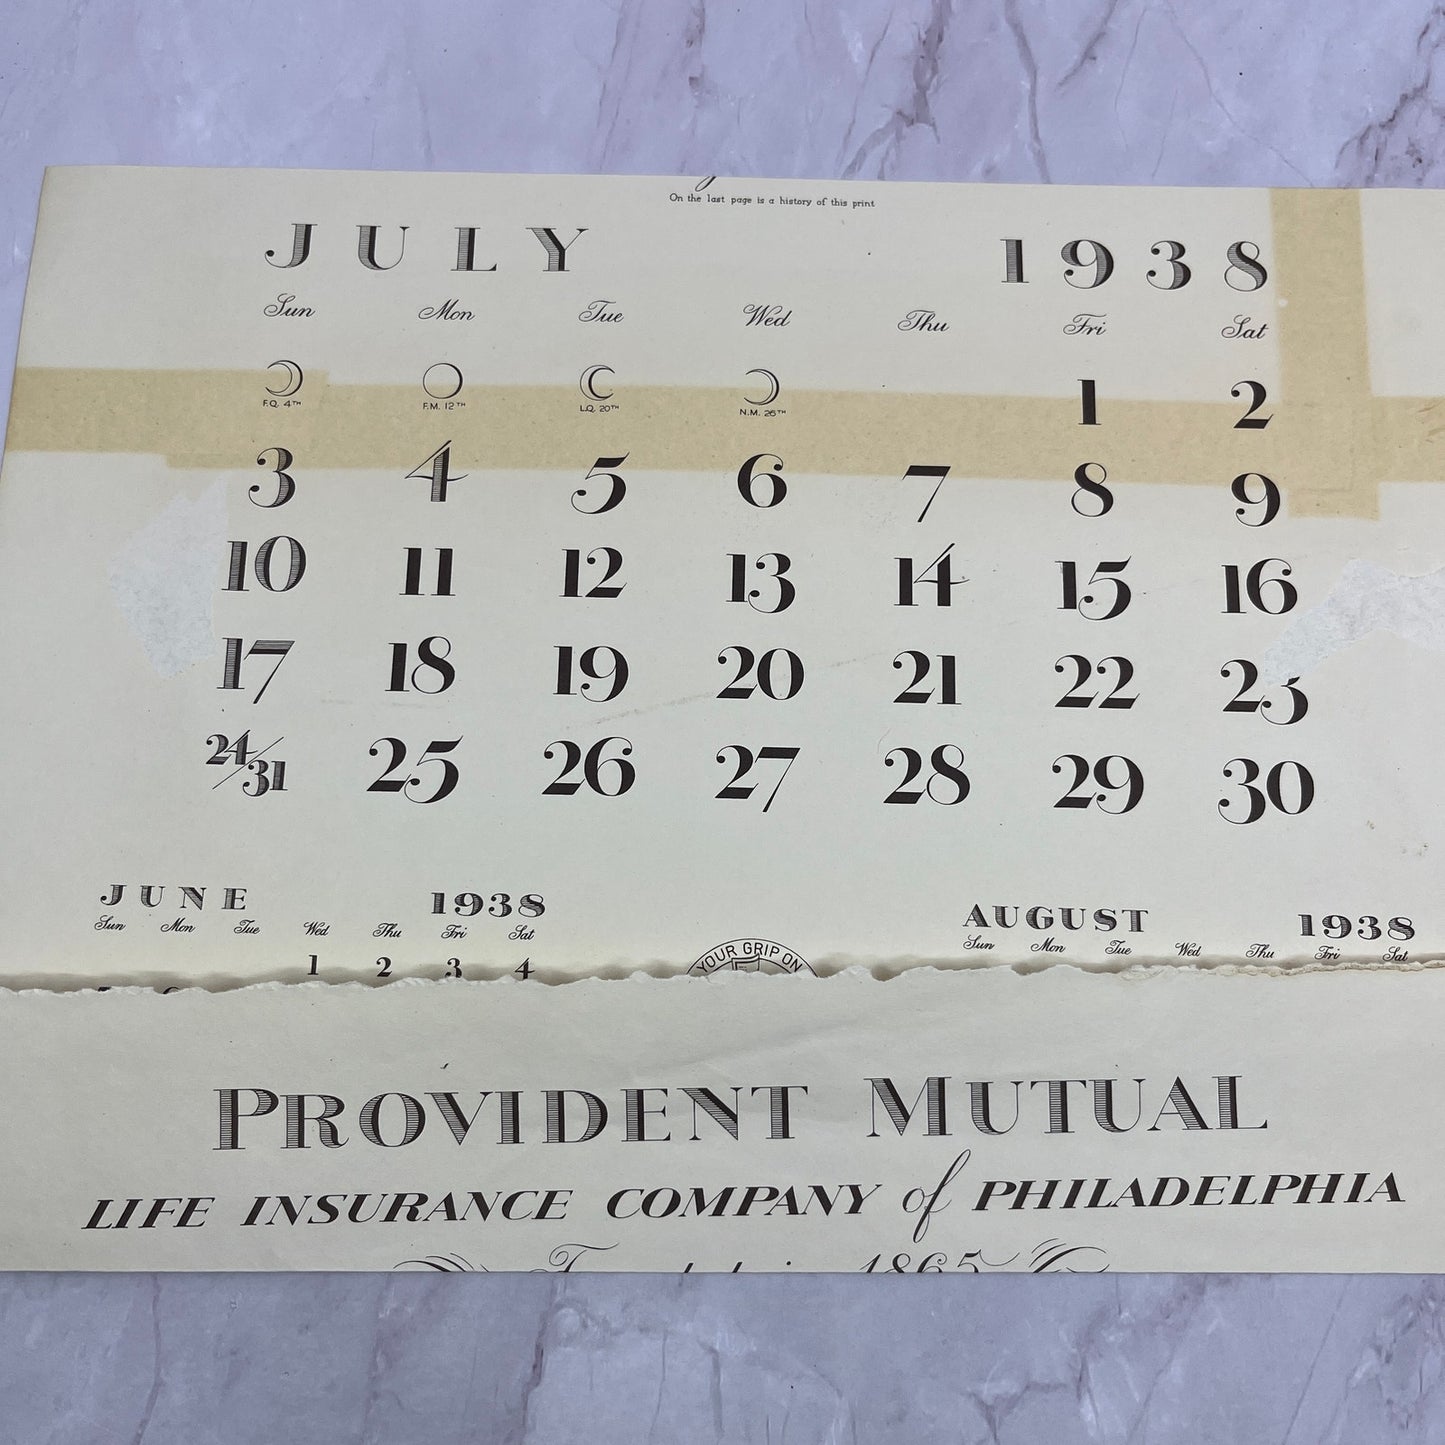 On the last page is a history of this print
JULY 1938
Sun Mon Tue Wed Thu Fri Sat
F.Q. 4TH F.M. 12TH L.Q. 20TH N.M. 26TH 1 2
3 4 5 6 7 8 9
10 11 12 13 14 15 16
17 18 19 20 21 22 23
24/31 25 26 27 28 29 30
JUNE 1938
Sun Mon Tue Wed Thu Fri Sat
1 2 3 4
YOUR GRIP ON
AUGUST 1938
Sun Mon Tue Wed Thu Fri Sat
PROVIDENT MUTUAL
LIFE INSURANCE COMPANY of PHILADELPHIA
1865